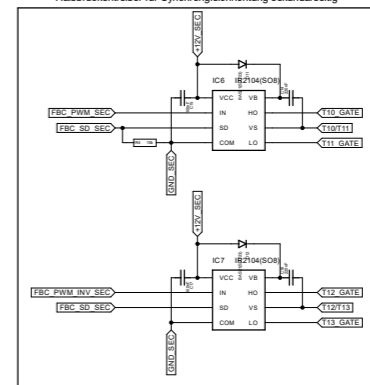 +12V_SEC
IC6 IR2104(SO8)
VCC VB
FBC_PWM_SEC IN HO T10_GATE
FBC_SD_SEC SD VS T10/T11
COM LO T11_GATE
GND_SEC
+12V_SEC
IC7 IR2104(SO8)
VCC VB
FBC_PWM_INV_SEC IN HO T12_GATE
FBC_SD_SEC SD VS T12/T13
COM LO T13_GATE
GND_SEC